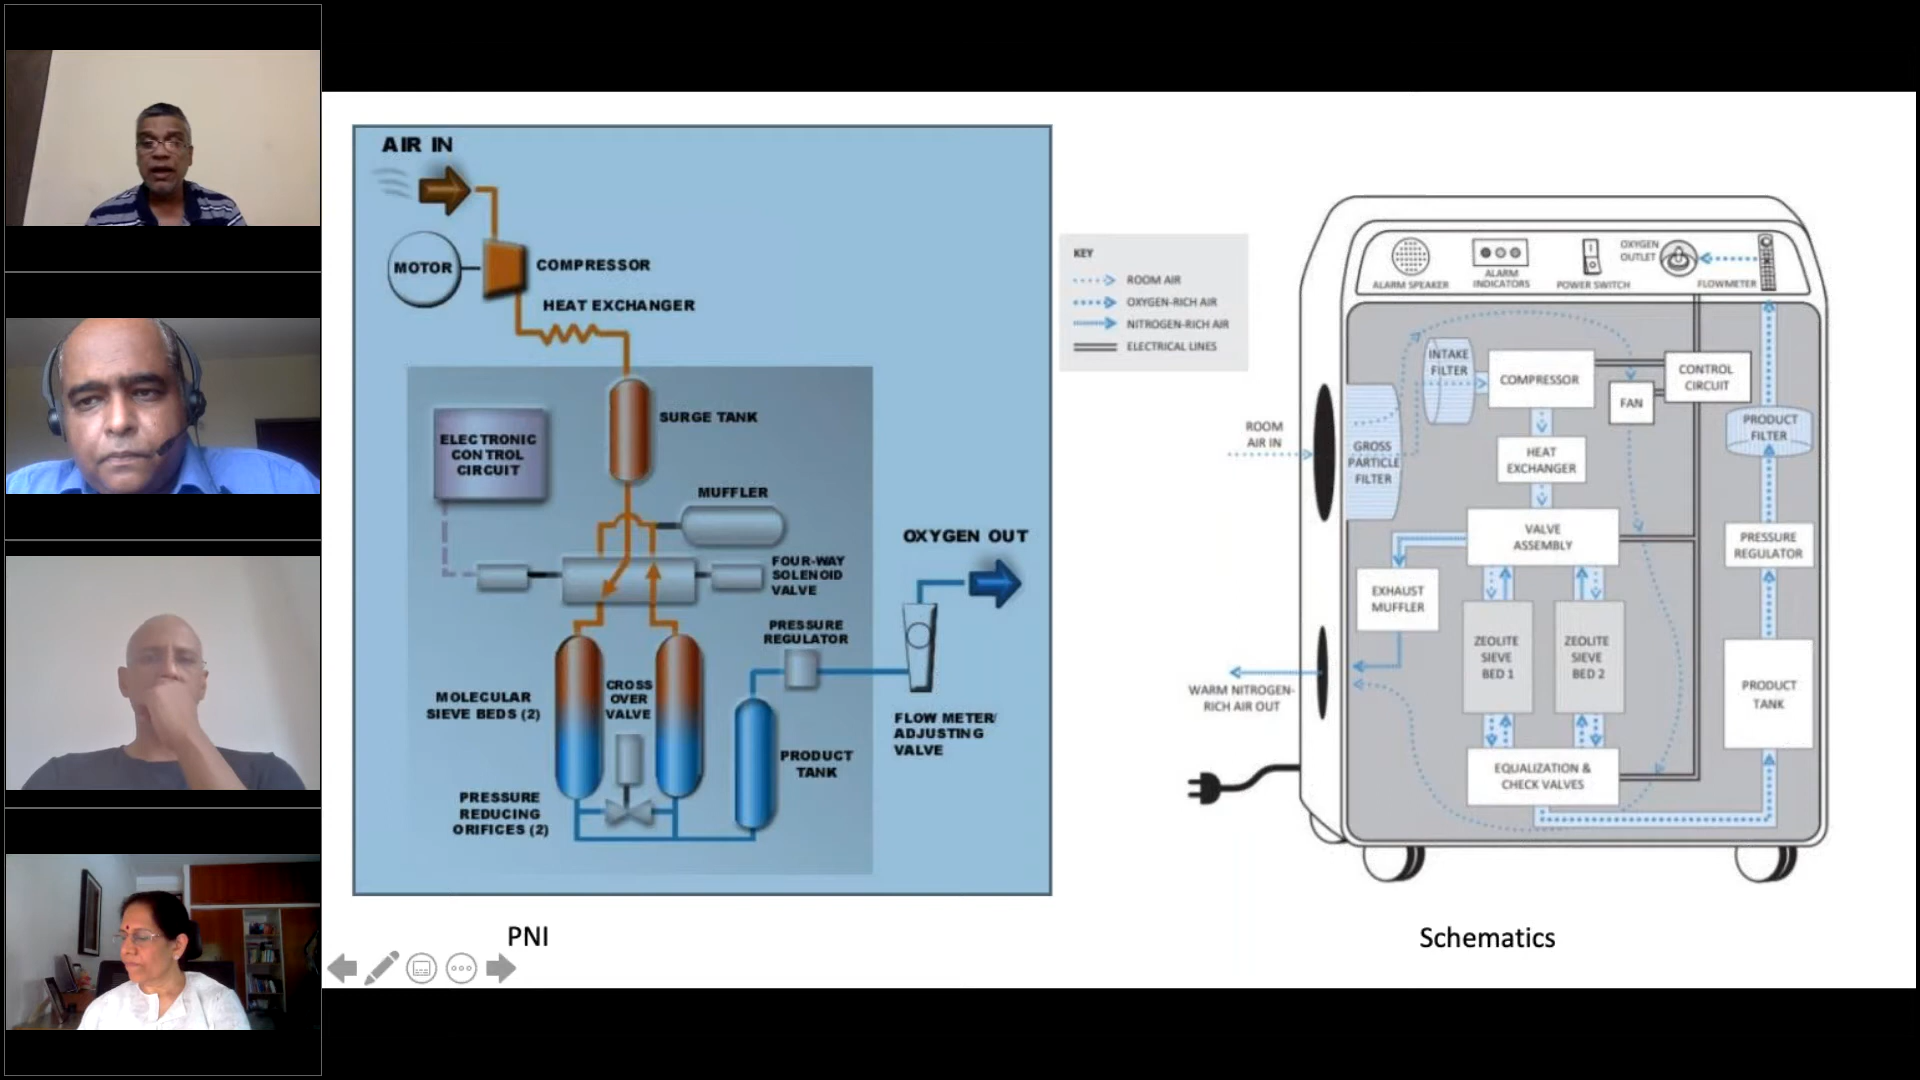 AIR IN
MOTOR
COMPRESSOR
HEAT EXCHANGER
SURGE TANK
ELECTRONIC
CONTROL
CIRCUIT
MUFFLER
FOUR-WAY
SOLENOID
VALVE
OXYGEN OUT
PRESSURE
REGULATOR
MOLECULAR
SIEVE BEDS (2)
CROSS
OVER
VALVE
FLOW METER/
ADJUSTING
VALVE
PRODUCT
TANK
PRESSURE
REDUCING
ORIFICES (2)
PNI
KEY
ROOM AIR
OXYGEN-RICH AIR
NITROGEN-RICH AIR
ELECTRICAL LINES
ALARM SPEAKER
ALARM
INDICATORS
POWER SWITCH
OXYGEN
OUTLET
FLOWMETER
INTAKE
FILTER
COMPRESSOR
FAN
CONTROL
CIRCUIT
ROOM
AIR IN
GROSS
PARTICLE
FILTER
HEAT
EXCHANGER
PRODUCT
FILTER
VALVE
ASSEMBLY
PRESSURE
REGULATOR
EXHAUST
MUFFLER
ZEOLITE
SIEVE
BED 1
ZEOLITE
SIEVE
BED 2
WARM NITROGEN-
RICH AIR OUT
PRODUCT
TANK
EQUALIZATION &
CHECK VALVES
Schematics